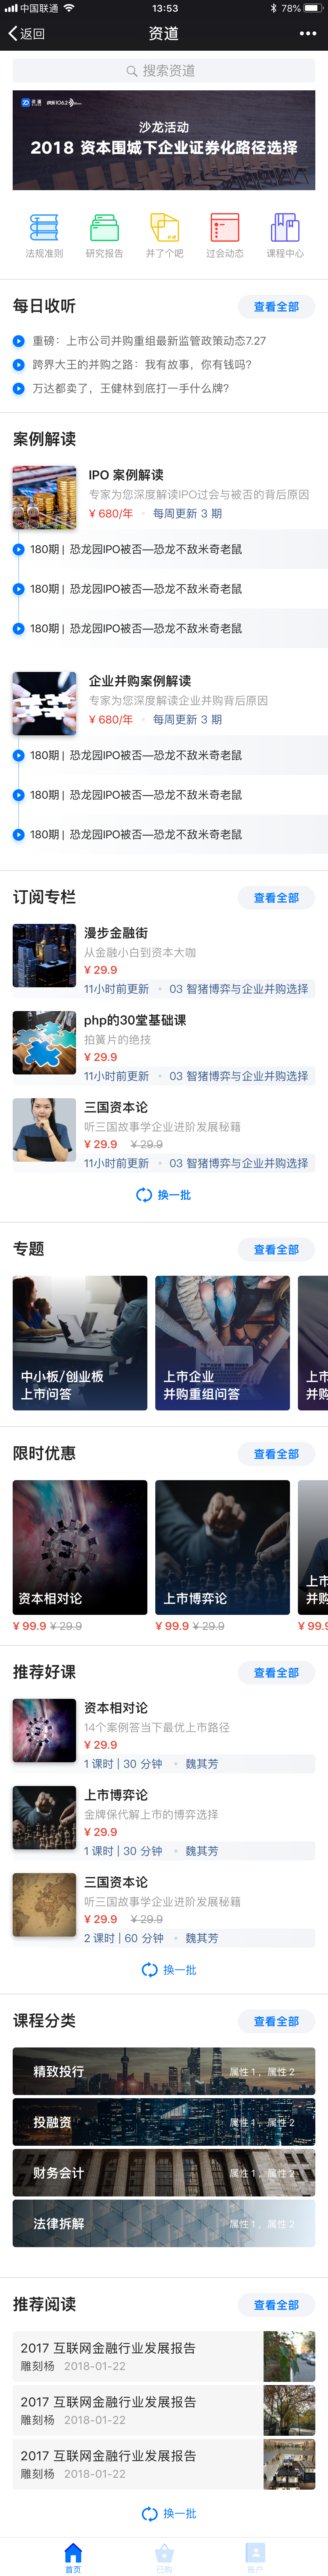 中国联通 13:53 78%
返回 资道
搜索资道
资道 快讯106.2
沙龙活动
2018 资本围城下企业证券化路径选择
法规准则 研究报告 并了个吧 过会动态 课程中心
每日收听 查看全部
重磅：上市公司并购重组最新监管政策动态7.27
跨界大王的并购之路：我有故事，你有钱吗？
万达都卖了，王健林到底打一手什么牌？
案例解读
IPO 案例解读
专家为您深度解读IPO过会与被否的背后原因
¥ 680/年 每周更新 3 期
180期 | 恐龙园IPO被否—恐龙不敌米奇老鼠
180期 | 恐龙园IPO被否—恐龙不敌米奇老鼠
180期 | 恐龙园IPO被否—恐龙不敌米奇老鼠
企业并购案例解读
专家为您深度解读企业并购背后原因
¥ 680/年 每周更新 3 期
180期 | 恐龙园IPO被否—恐龙不敌米奇老鼠
180期 | 恐龙园IPO被否—恐龙不敌米奇老鼠
180期 | 恐龙园IPO被否—恐龙不敌米奇老鼠
订阅专栏 查看全部
漫步金融街
从金融小白到资本大咖
¥ 29.9
11小时前更新 03 智猪博弈与企业并购选择
php的30堂基础课
拍簧片的绝技
¥ 29.9
11小时前更新 03 智猪博弈与企业并购选择
三国资本论
听三国故事学企业进阶发展秘籍
¥ 29.9 ¥ 29.9
11小时前更新 03 智猪博弈与企业并购选择
换一批
专题 查看全部
中小板/创业板 上市企业 上市
上市问答 并购重组问答 并购
限时优惠 查看全部
上市
资本相对论 上市博弈论 并购
¥ 99.9 ¥ 29.9 ¥ 99.9 ¥ 29.9 ¥ 99.9
推荐好课 查看全部
资本相对论
14个案例答当下最优上市路径
¥ 29.9
1 课时 | 30 分钟 魏其芳
上市博弈论
金牌保代解上市的博弈选择
¥ 29.9
1 课时 | 30 分钟 魏其芳
三国资本论
听三国故事学企业进阶发展秘籍
¥ 29.9 ¥ 29.9
2 课时 | 60 分钟 魏其芳
换一批
课程分类 查看全部
精致投行 属性 1 ，属性 2
投融资 属性 1 ，属性 2
财务会计 属性 1 ，属性 2
法律拆解 属性 1 ，属性 2
推荐阅读 查看全部
2017 互联网金融行业发展报告
雕刻杨 2018-01-22
2017 互联网金融行业发展报告
雕刻杨 2018-01-22
2017 互联网金融行业发展报告
雕刻杨 2018-01-22
换一批
首页 已购 账户